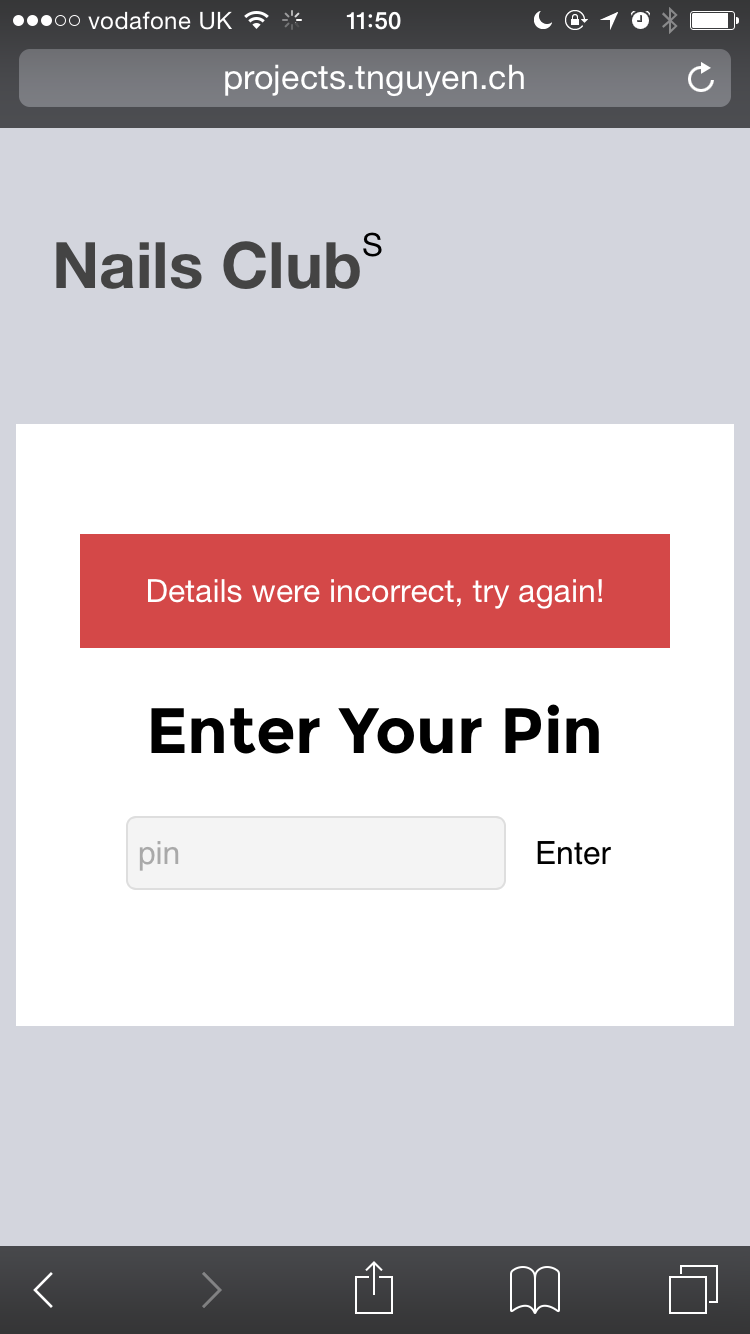 vodafone UK 11:50
projects.tnguyen.ch
Nails Club S
Details were incorrect, try again!
Enter Your Pin
pin Enter